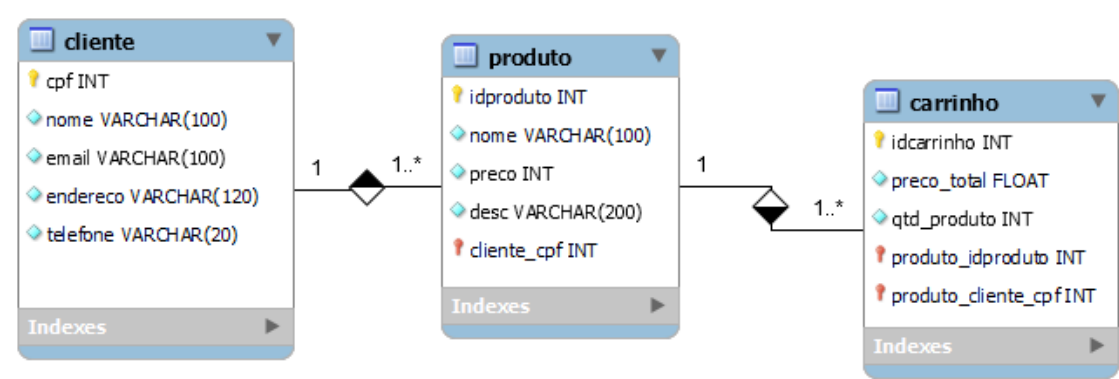 cliente
cpf INT
nome VARCHAR(100)
email VARCHAR(100)
endereco VARCHAR(120)
telefone VARCHAR(20)
Indexes
1
1..*
produto
idproduto INT
nome VARCHAR(100)
preco INT
desc VARCHAR(200)
cliente_cpf INT
Indexes
1
1..*
carrinho
idcarrinho INT
preco_total FLOAT
qtd_produto INT
produto_idproduto INT
produto_cliente_cpf INT
Indexes